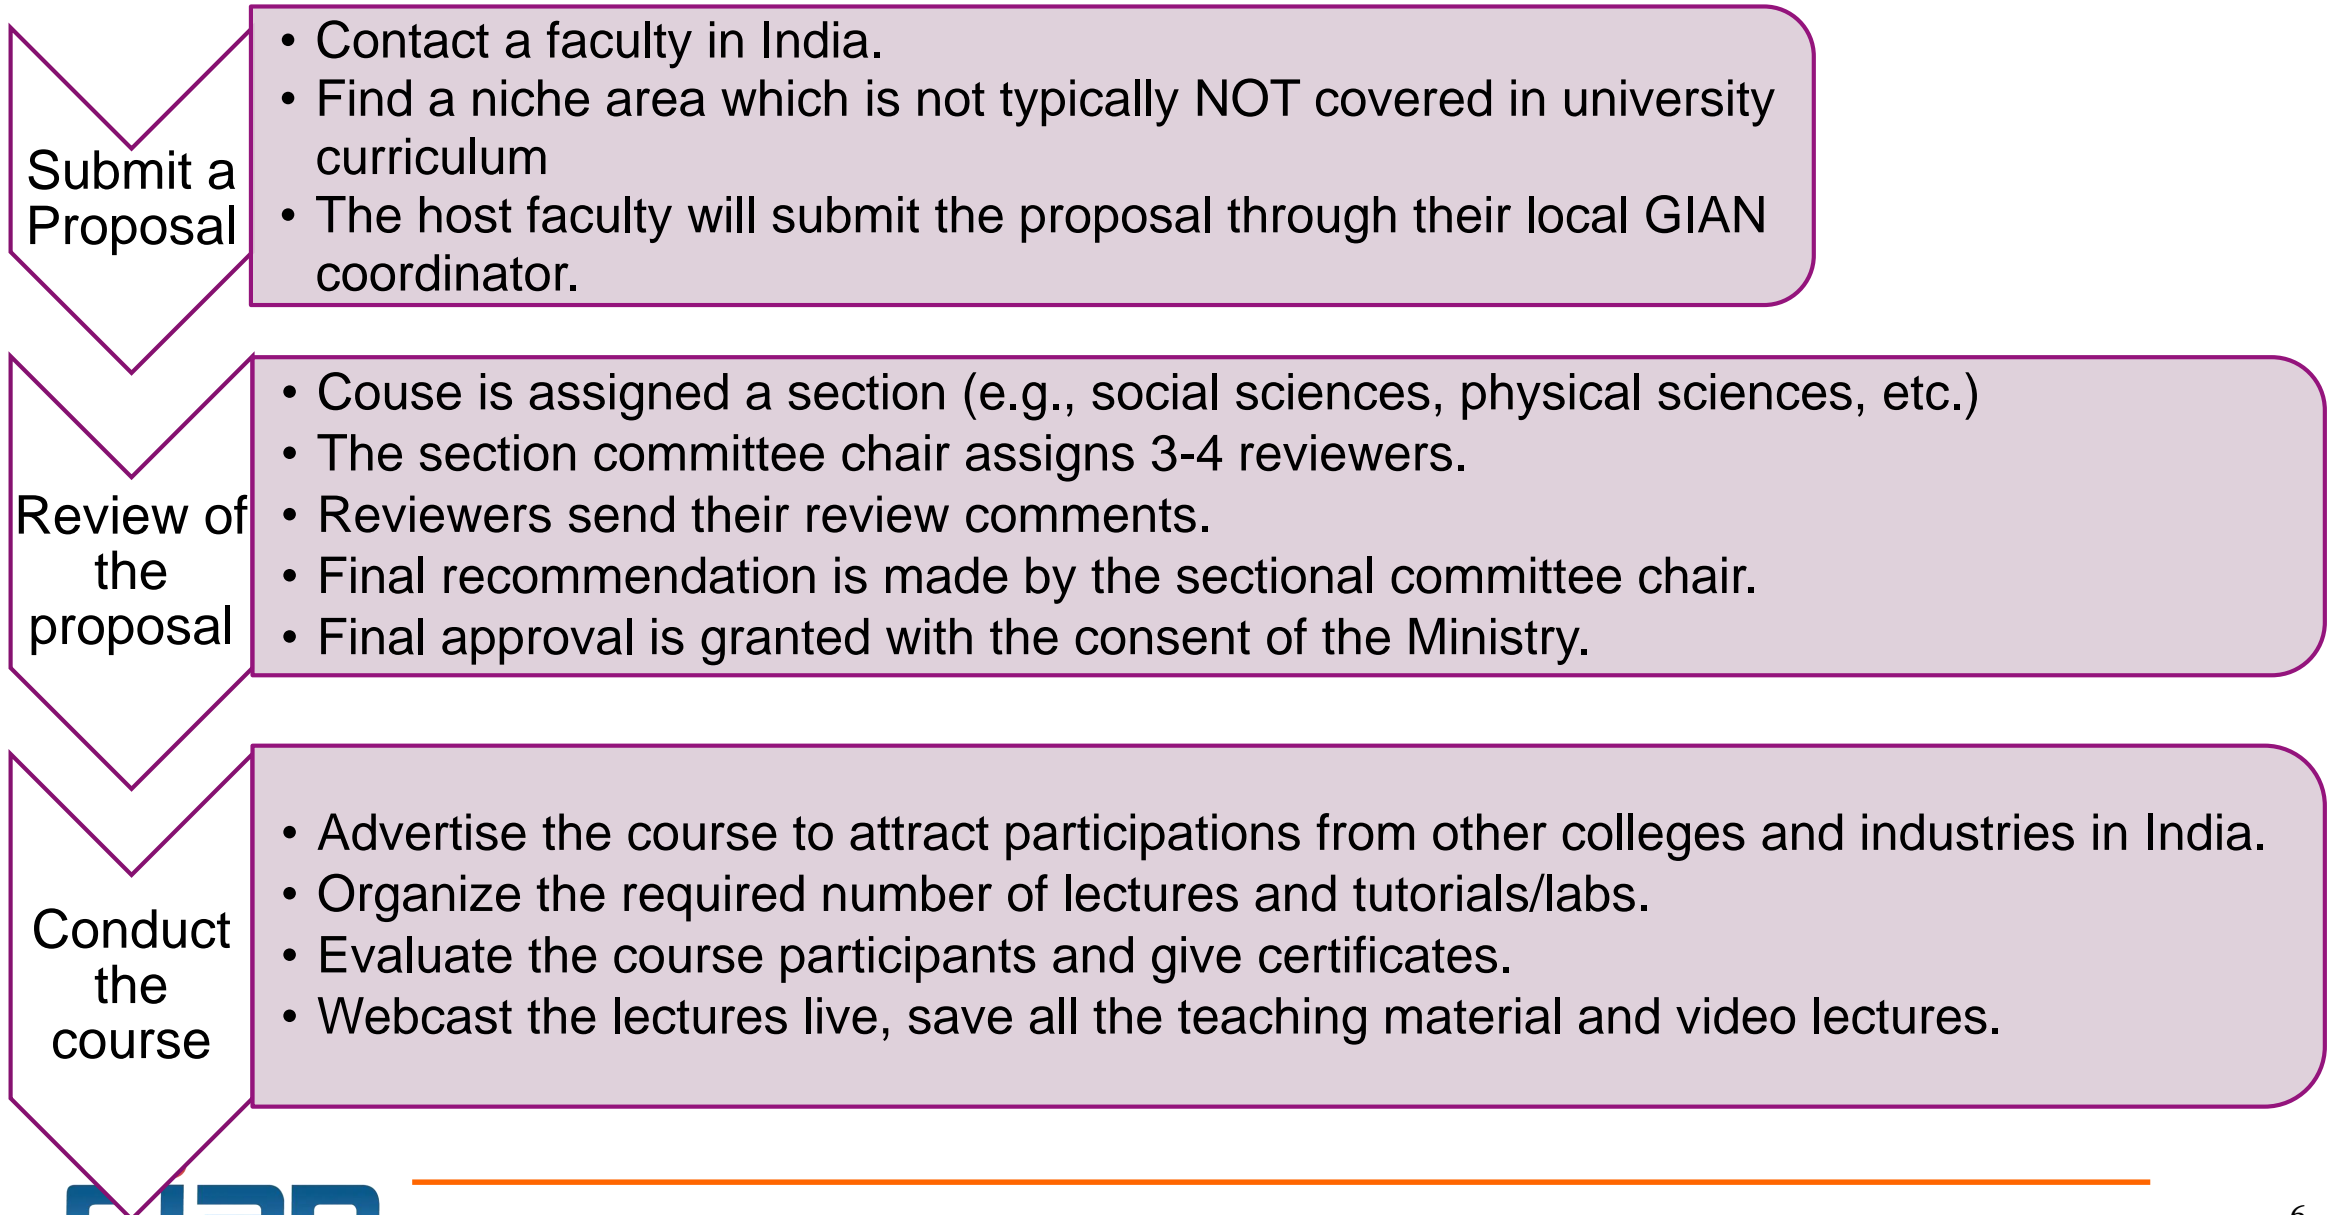 Submit a
Proposal
• Contact a faculty in India.
• Find a niche area which is not typically NOT covered in university
curriculum
• The host faculty will submit the proposal through their local GIAN
coordinator.
Review of
the
proposal
• Couse is assigned a section (e.g., social sciences, physical sciences, etc.)
• The section committee chair assigns 3-4 reviewers.
• Reviewers send their review comments.
• Final recommendation is made by the sectional committee chair.
• Final approval is granted with the consent of the Ministry.
Conduct
the
course
• Advertise the course to attract participations from other colleges and industries in India.
• Organize the required number of lectures and tutorials/labs.
• Evaluate the course participants and give certificates.
• Webcast the lectures live, save all the teaching material and video lectures.